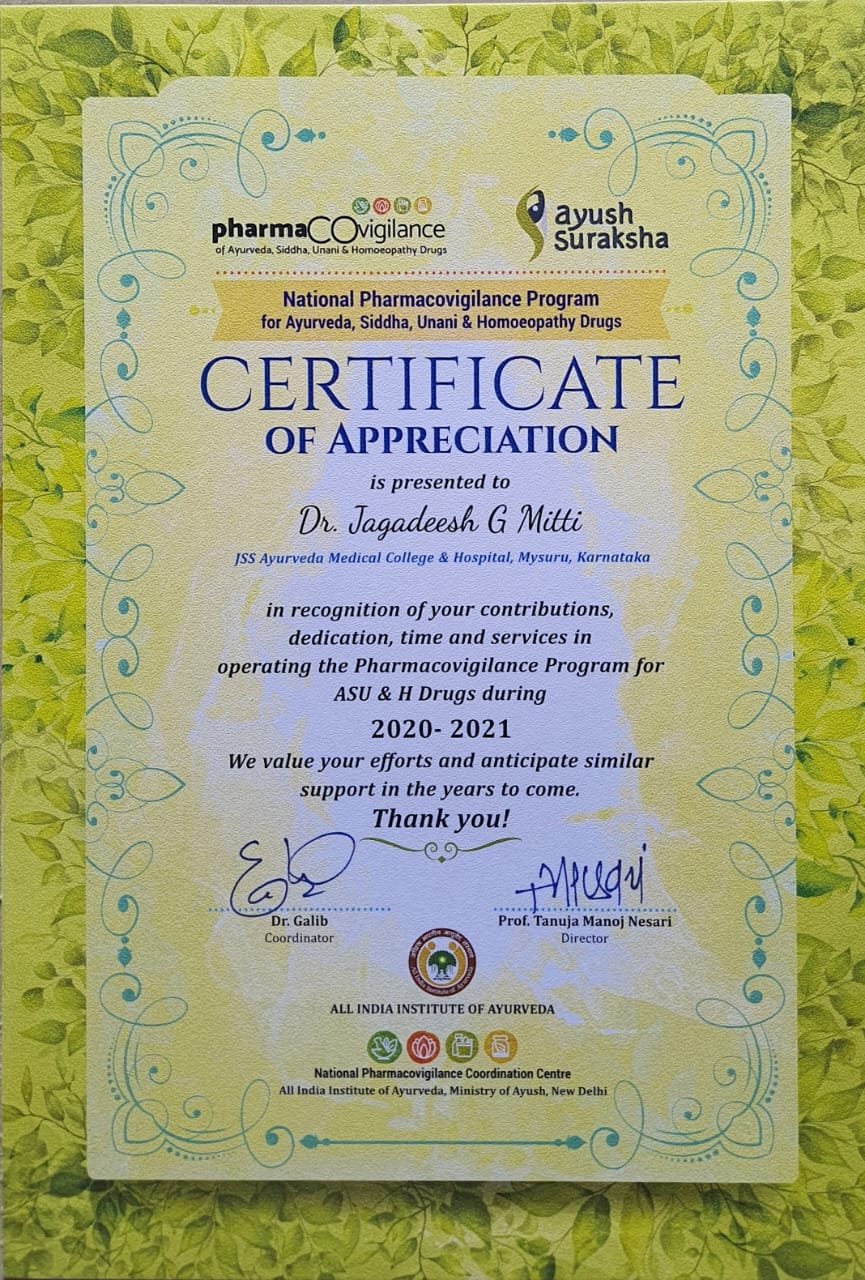 pharmaCOvigilance
of Ayurveda, Siddha, Unani & Homoeopathy Drugs
ayush
Suraksha
National Pharmacovigilance Program
for Ayurveda, Siddha, Unani & Homoeopathy Drugs
CERTIFICATE
OF APPRECIATION
is presented to
Dr. Jagadeesh G Mitti
JSS Ayurveda Medical College & Hospital, Mysuru, Karnataka
in recognition of your contributions,
dedication, time and services in
operating the Pharmacovigilance Program for
ASU & H Drugs during
2020- 2021
We value your efforts and anticipate similar
support in the years to come.
Thank you!
Dr. Galib
Coordinator
Prof. Tanuja Manoj Nesari
Director
All India Institute of Ayurveda
ALL INDIA INSTITUTE OF AYURVEDA
National Pharmacovigilance Coordination Centre
All India Institute of Ayurveda, Ministry of Ayush, New Delhi